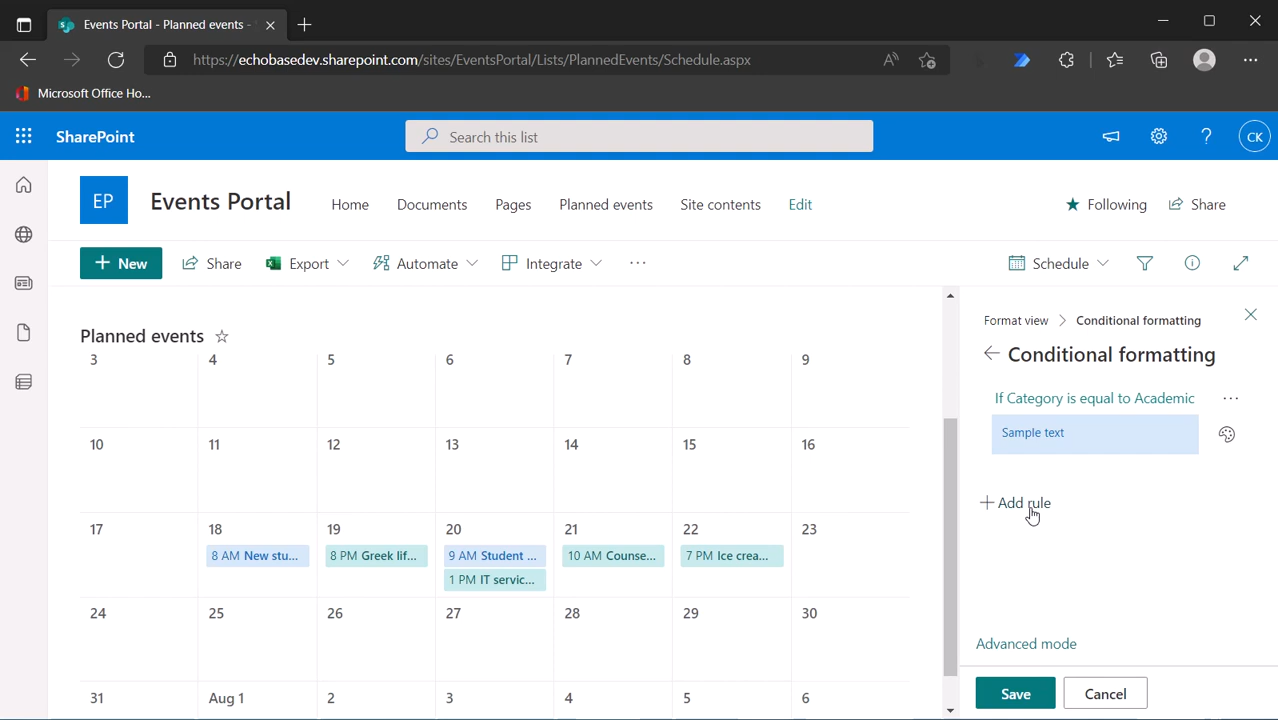 Events Portal - Planned events -
https://echobasedev.sharepoint.com/sites/EventsPortal/Lists/PlannedEvents/Schedule.aspx
Microsoft Office Ho...
SharePoint
Search this list
CK
EP
Events Portal
Home
Documents
Pages
Planned events
Site contents
Edit
Following
Share
New
Share
Export
Automate
Integrate
Schedule
Planned events
3 4 5 6 7 8 9
10 11 12 13 14 15 16
17 18 19 20 21 22 23
8 AM New stu...
8 PM Greek lif...
9 AM Student ...
10 AM Counse...
7 PM Ice crea...
1 PM IT servic...
24 25 26 27 28 29 30
31 Aug 1 2 3 4 5 6
Format view > Conditional formatting
Conditional formatting
If Category is equal to Academic
Sample text
Add rule
Advanced mode
Save
Cancel